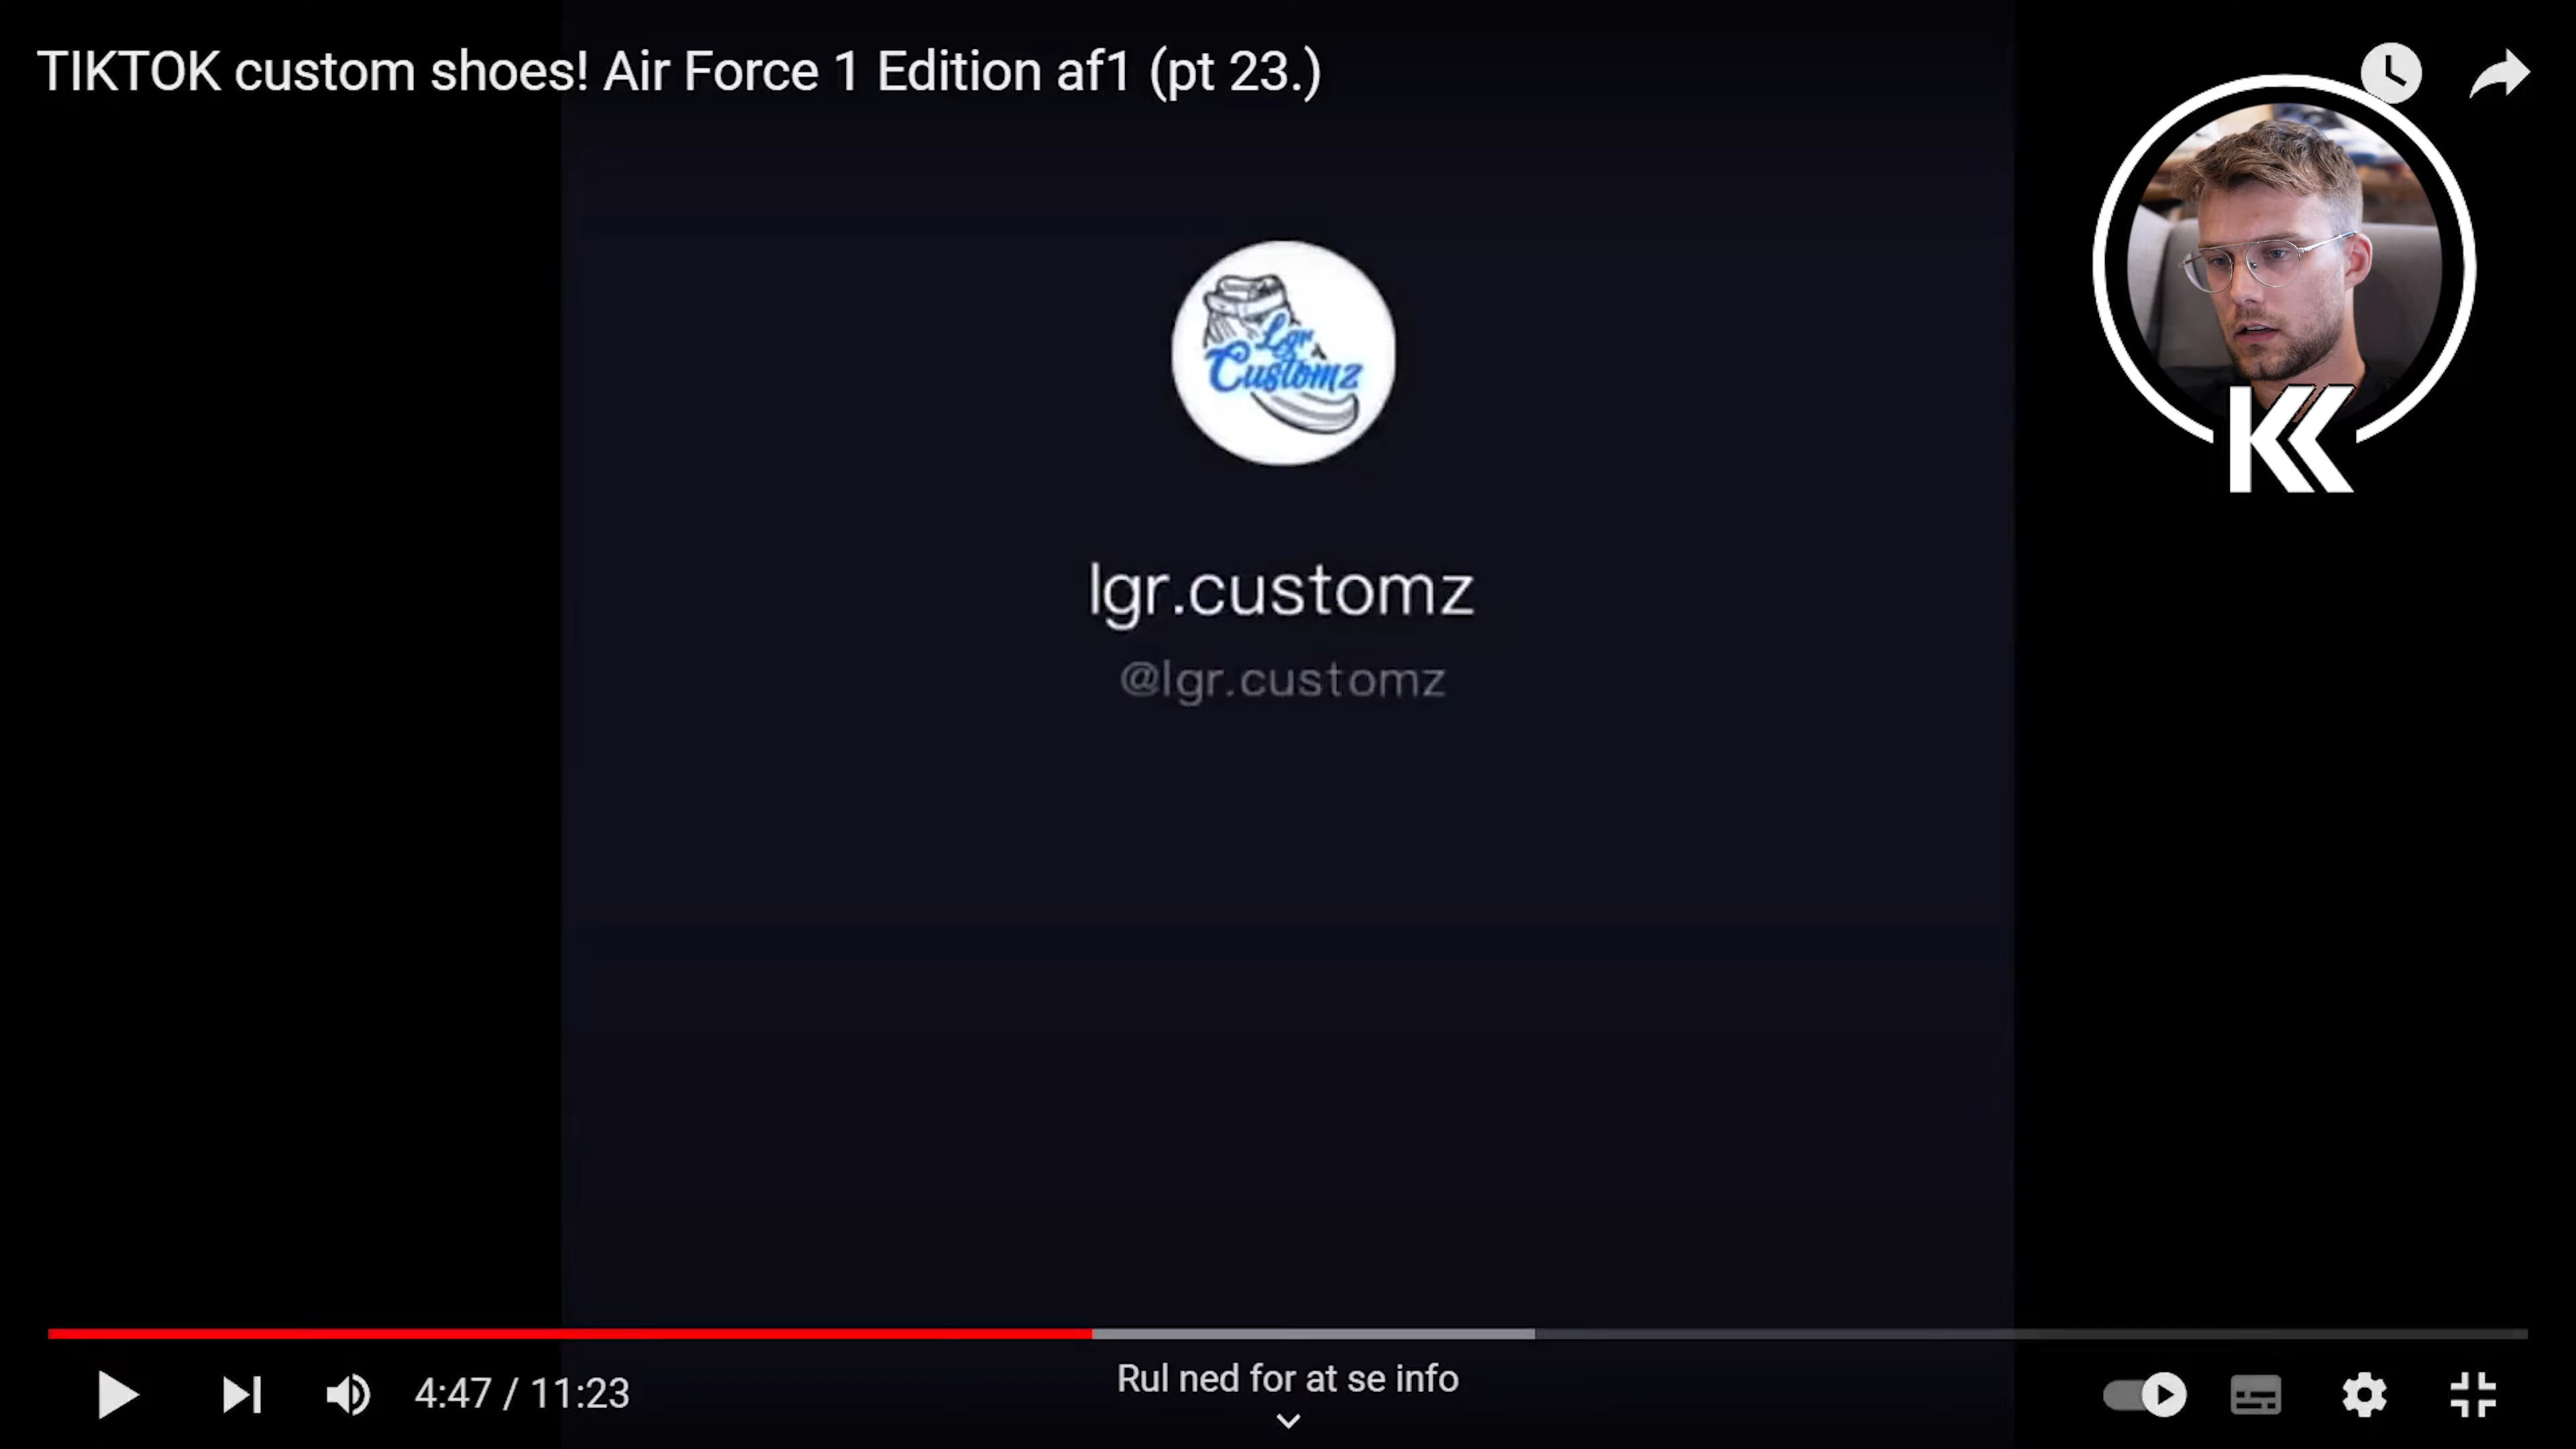 TIKTOK custom shoes! Air Force 1 Edition af1 (pt 23.)
Lgr
Customz
KK
lgr.customz
@lgr.customz
4:47 / 11:23
Rul ned for at se info